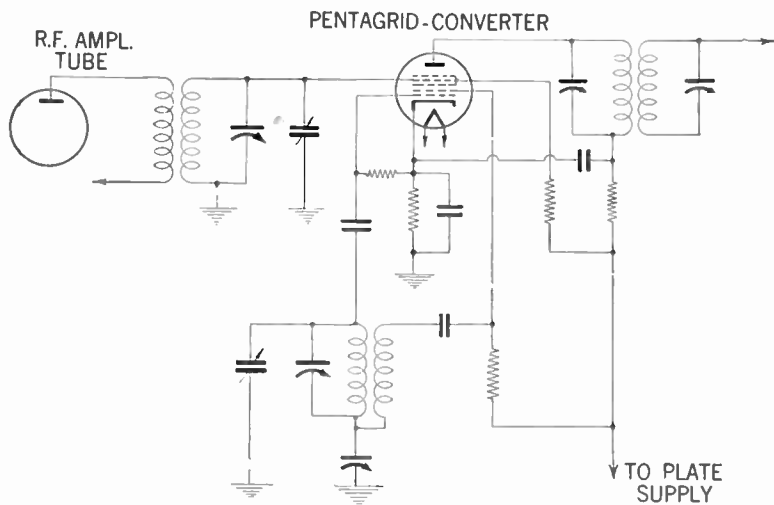 PENTAGRID-CONVERTER
R.F. AMPL.
TUBE
TO PLATE
SUPPLY